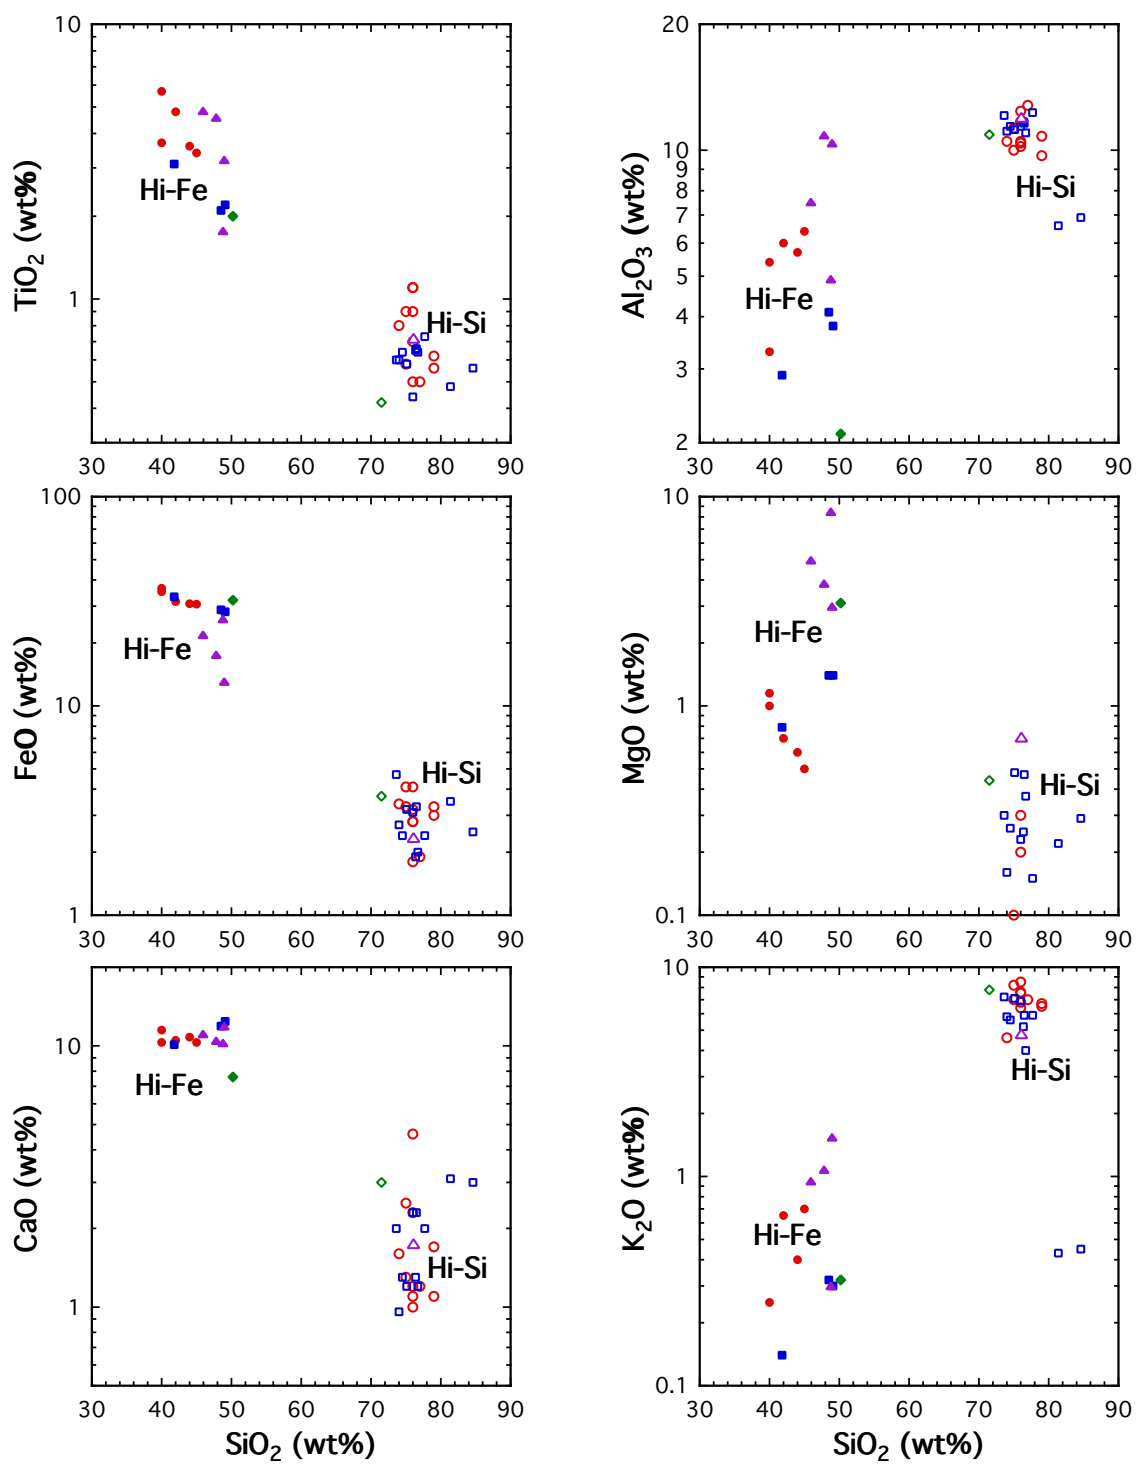 10
1
TiO₂ (wt%)
Hi-Fe
Hi-Si
30 40 50 60 70 80 90
20
10
9
8
7
6
5
4
3
2
Al₂O₃ (wt%)
Hi-Si
Hi-Fe
30 40 50 60 70 80 90
100
10
1
FeO (wt%)
Hi-Fe
Hi-Si
30 40 50 60 70 80 90
10
1
0.1
MgO (wt%)
Hi-Fe
Hi-Si
30 40 50 60 70 80 90
10
1
CaO (wt%)
Hi-Fe
Hi-Si
30 40 50 60 70 80 90
SiO₂ (wt%)
10
1
0.1
K₂O (wt%)
Hi-Si
Hi-Fe
30 40 50 60 70 80 90
SiO₂ (wt%)